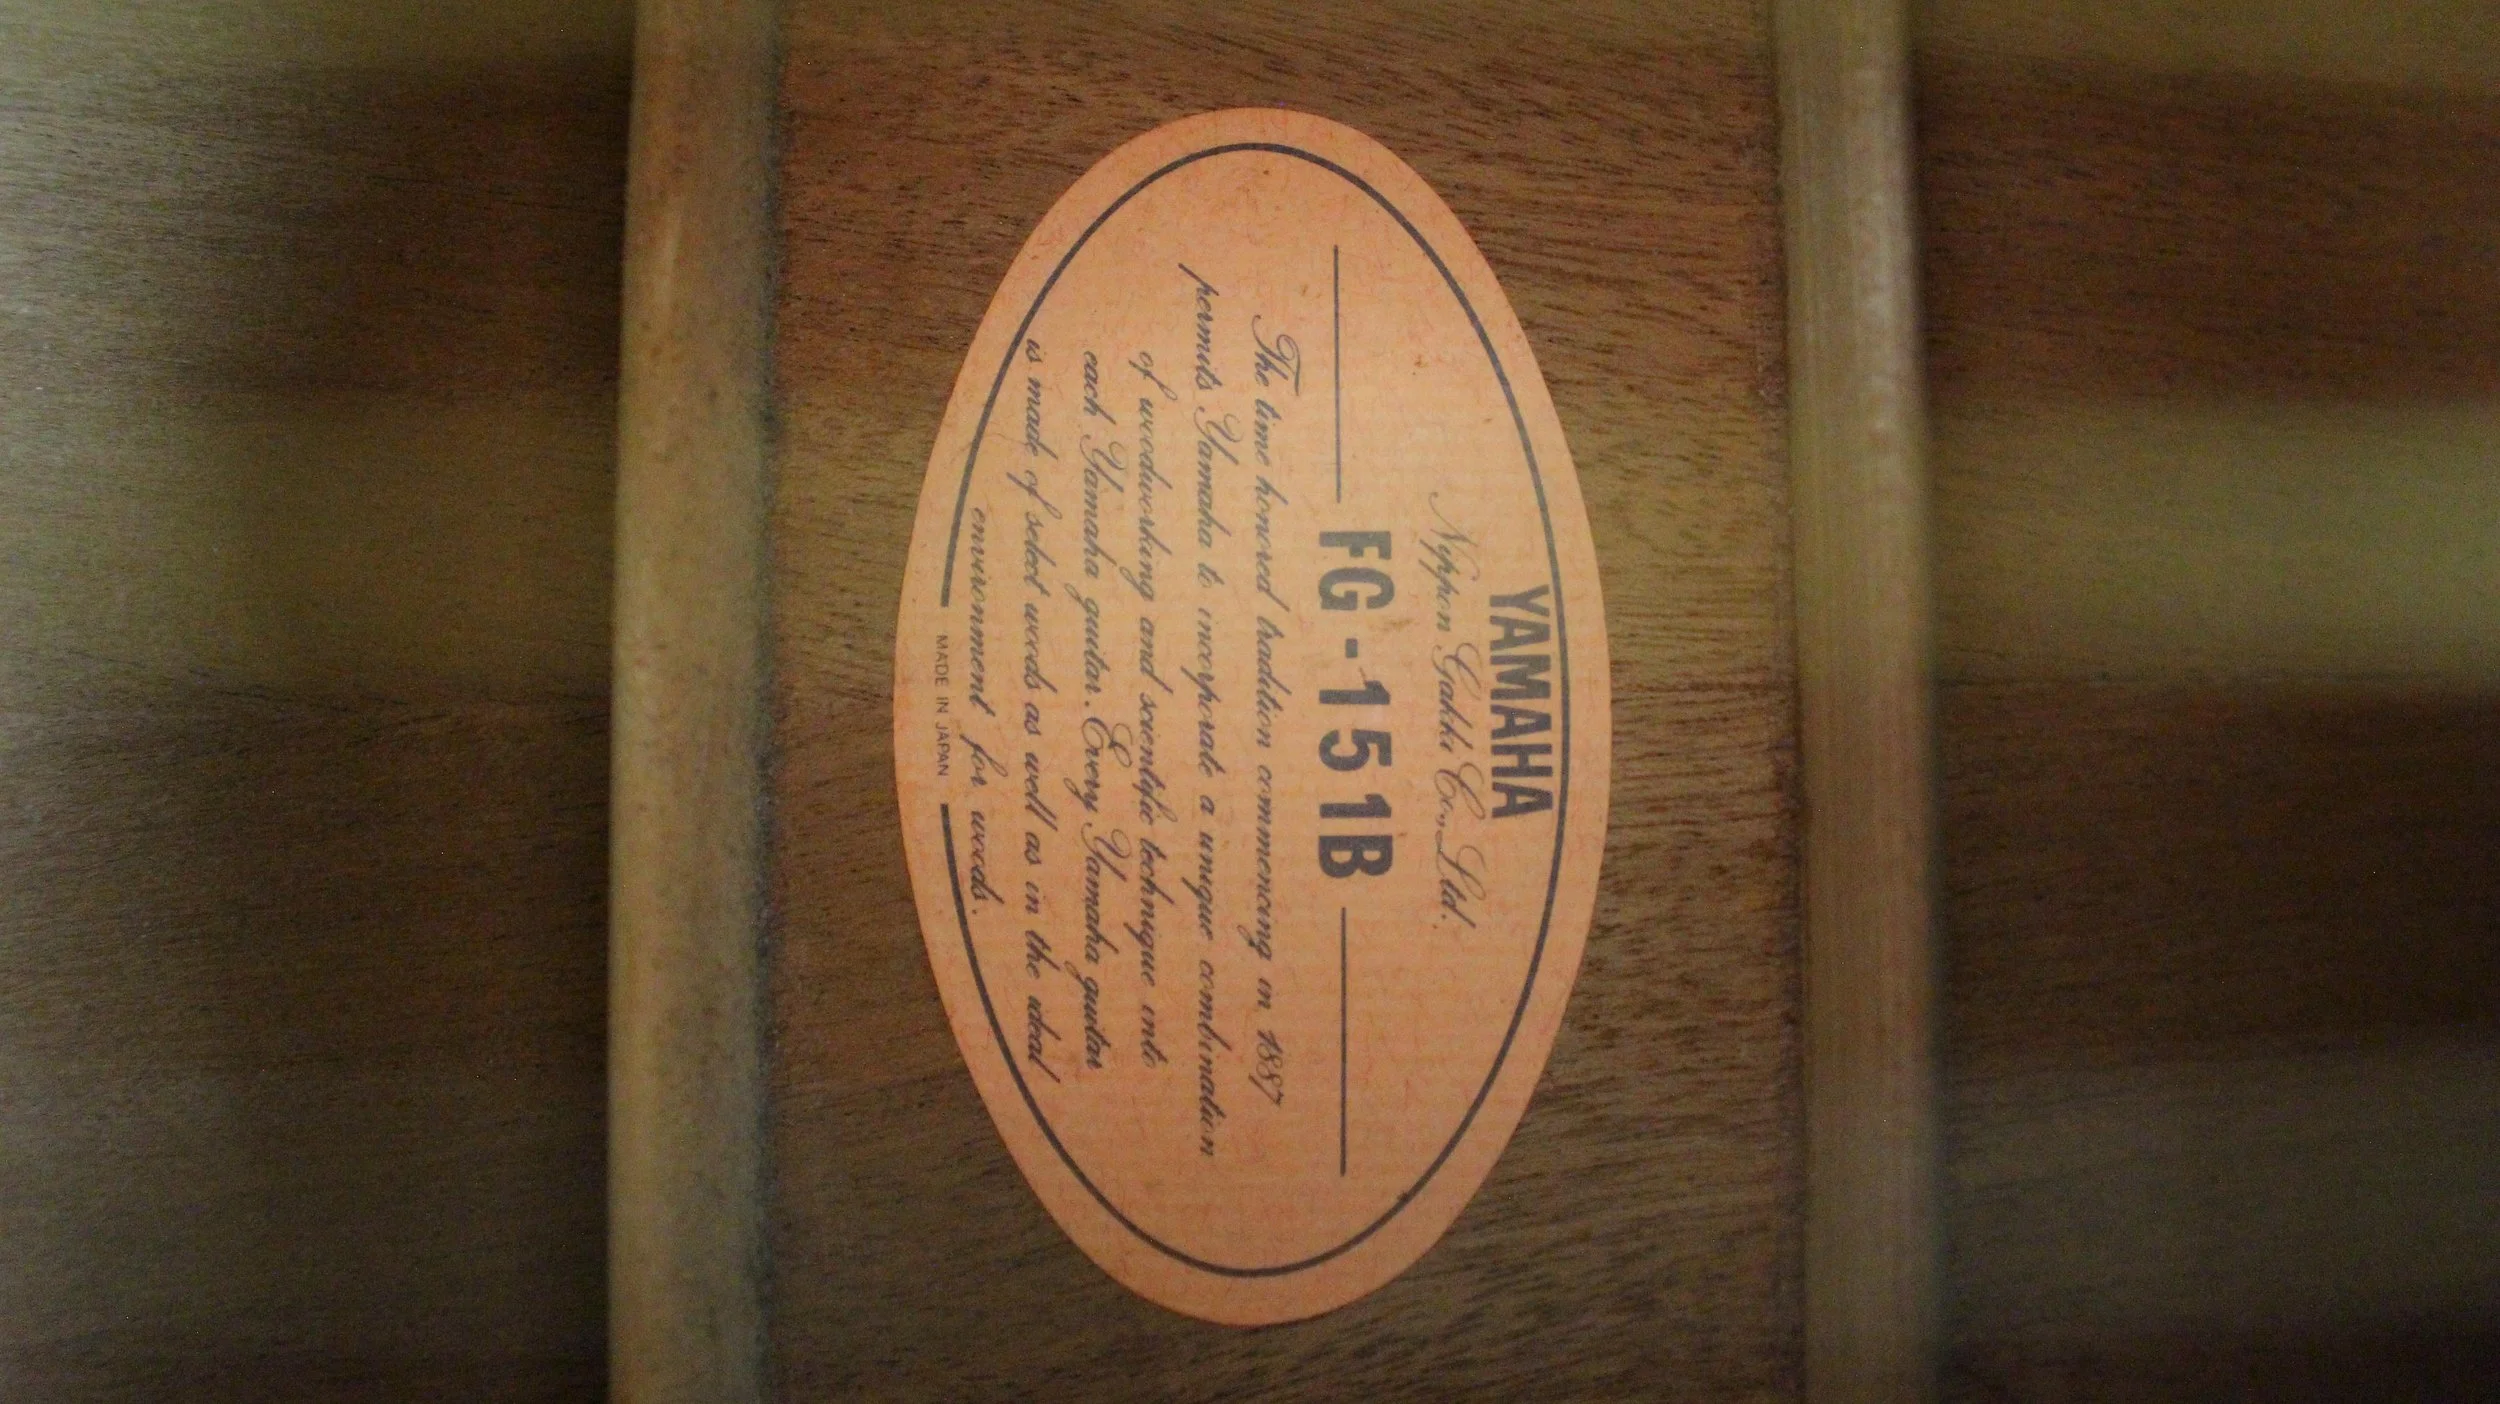 YAMAHA
Nippon Gakki Co., Ltd.
FG-151B
The time honored tradition commencing in 1887
permits Yamaha to incorporate a unique combination
of woodworking and scientific technique into
each Yamaha guitar. Every Yamaha guitar
is made of select woods as well as in the ideal
environment for woods.
MADE IN JAPAN